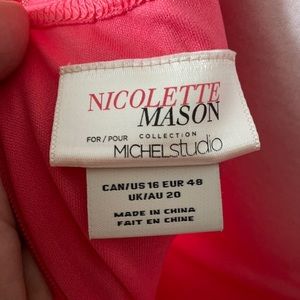 NICOLETTE
MASON
FOR / POUR COLLECTION
MICHELstudio
CAN/US 16 EUR 48
UK/AU 20
MADE IN CHINA
FAIT EN CHINE